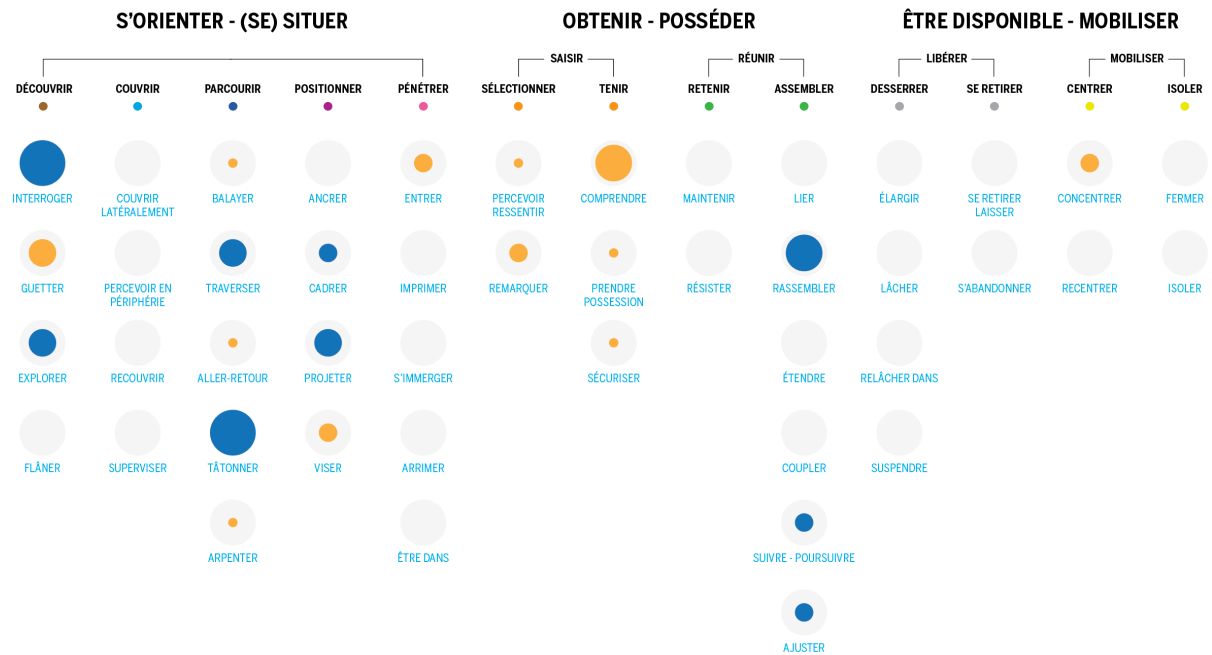 S'ORIENTER - (SE) SITUER
OBTENIR - POSSÉDER
ÊTRE DISPONIBLE - MOBILISER
SAISIR
RÉUNIR
LIBÉRER
MOBILISER
DÉCOUVRIR
COUVRIR
PARCOURIR
POSITIONNER
PÉNÉTRER
SÉLECTIONNER
TENIR
RETENIR
ASSEMBLER
DESSERRER
SE RETIRER
CENTRER
ISOLER
INTERROGER
COUVRIR
LATÉRALEMENT
BALAYER
ANCRER
ENTRER
PERCEVOIR
RESSENTIR
COMPRENDRE
MAINTENIR
LIER
ÉLARGIR
SE RETIRER
LAISSER
CONCENTRER
FERMER
GUETTER
PERCEVOIR EN
PÉRIPHÉRIE
TRAVERSER
CADRER
IMPRIMER
REMARQUER
PRENDRE
POSSESSION
RÉSISTER
RASSEMBLER
LÂCHER
S'ABANDONNER
RECENTRER
ISOLER
EXPLORER
RECOUVRIR
ALLER-RETOUR
PROJETER
S'IMMERGER
SÉCURISER
ÉTENDRE
RELÂCHER DANS
FLÂNER
SUPERVISER
TÂTONNER
VISER
ARRIMER
COUPLER
SUSPENDRE
ARPENTER
ÊTRE DANS
SUIVRE - POURSUIVRE
AJUSTER